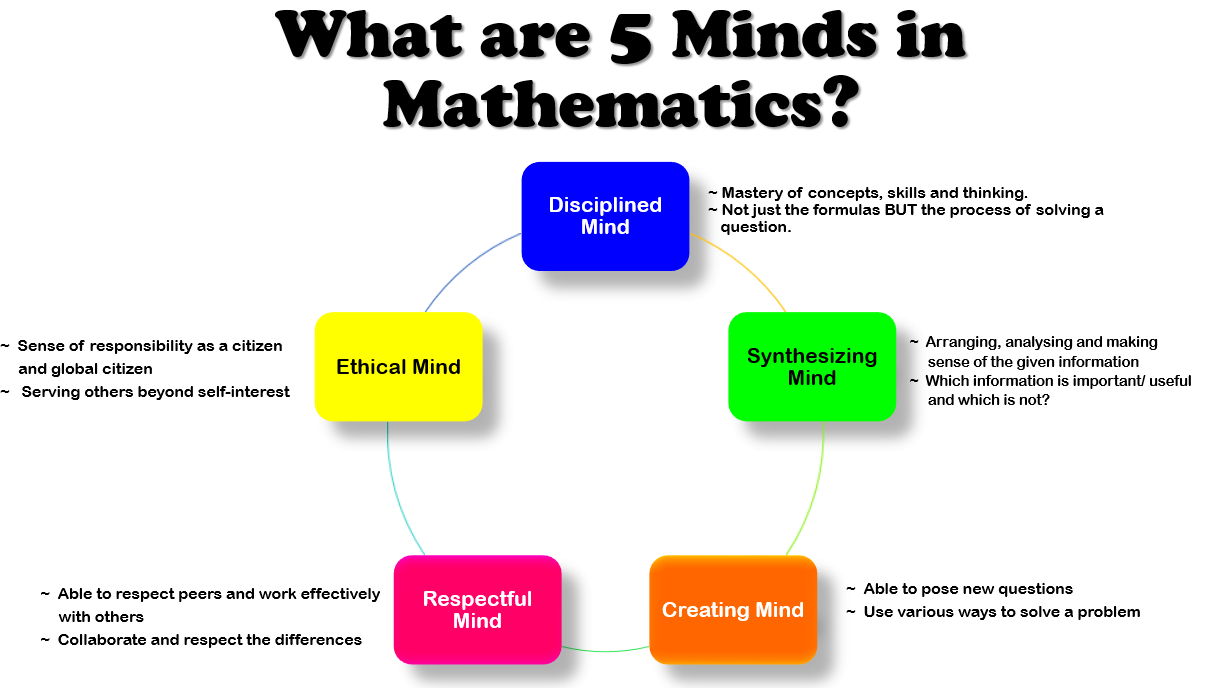 What are 5 Minds in
Mathematics?
Disciplined
Mind
~ Mastery of concepts, skills and thinking.
~ Not just the formulas BUT the process of solving a
question.
Synthesizing
Mind
~ Arranging, analysing and making
sense of the given information
~ Which information is important/ useful
and which is not?
Creating Mind
~ Able to pose new questions
~ Use various ways to solve a problem
Respectful
Mind
~ Able to respect peers and work effectively
with others
~ Collaborate and respect the differences
Ethical Mind
~ Sense of responsibility as a citizen
and global citizen
~ Serving others beyond self-interest